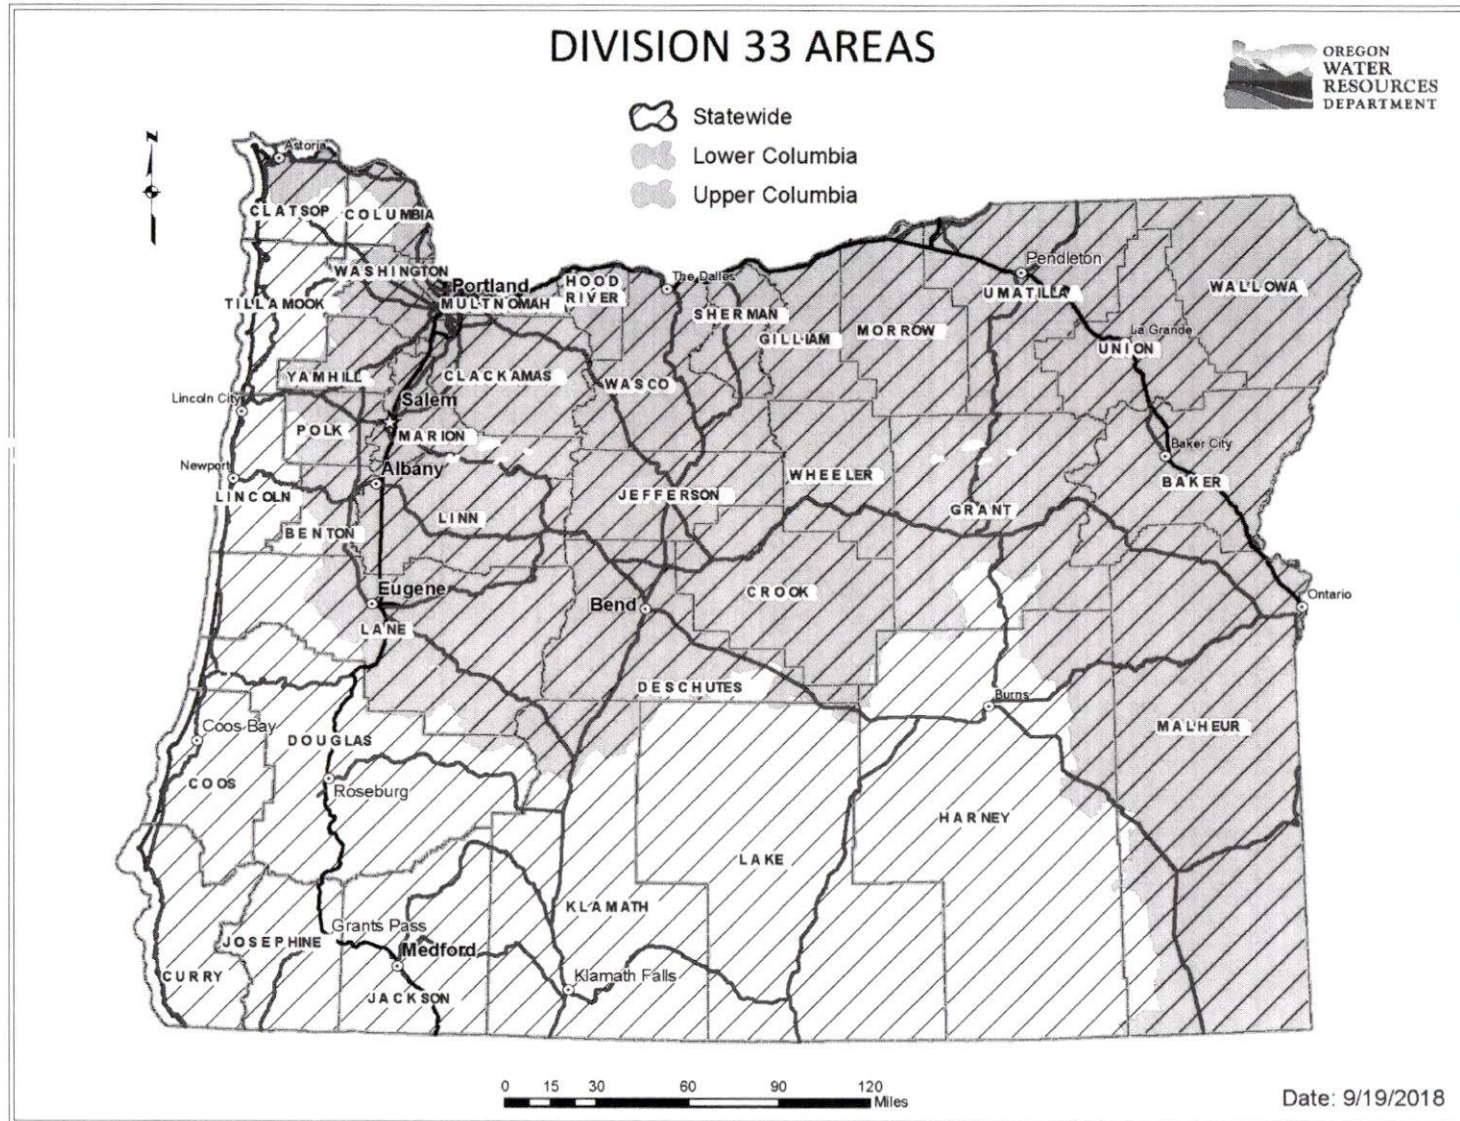 DIVISION 33 AREAS
OREGON
WATER
RESOURCES
DEPARTMENT
Statewide
Lower Columbia
Upper Columbia
N
Astoria
CLATSOP
COLUMBIA
WASHINGTON
Portland
MULTNOMAH
HOOD
RIVER
The Dalles
Pendleton
UMATILLA
WALLOWA
TILLAMOOK
SHERMAN
GILLIAM
MORROW
La Grande
UNION
YAMHILL
CLACKAMAS
WASCO
Lincoln City
Salem
POLK
MARION
Baker City
Newport
Albany
WHEELER
BAKER
LINCOLN
JEFFERSON
LINN
GRANT
BENTON
Eugene
CROOK
Bend
Ontario
LANE
DESCHUTES
Burns
Coos Bay
DOUGLAS
MALHEUR
COOS
Roseburg
HARNEY
LAKE
KLAMATH
Grants Pass
JOSEPHINE
Medford
CURRY
Klamath Falls
JACKSON
0 15 30 60 90 120
Miles
Date: 9/19/2018